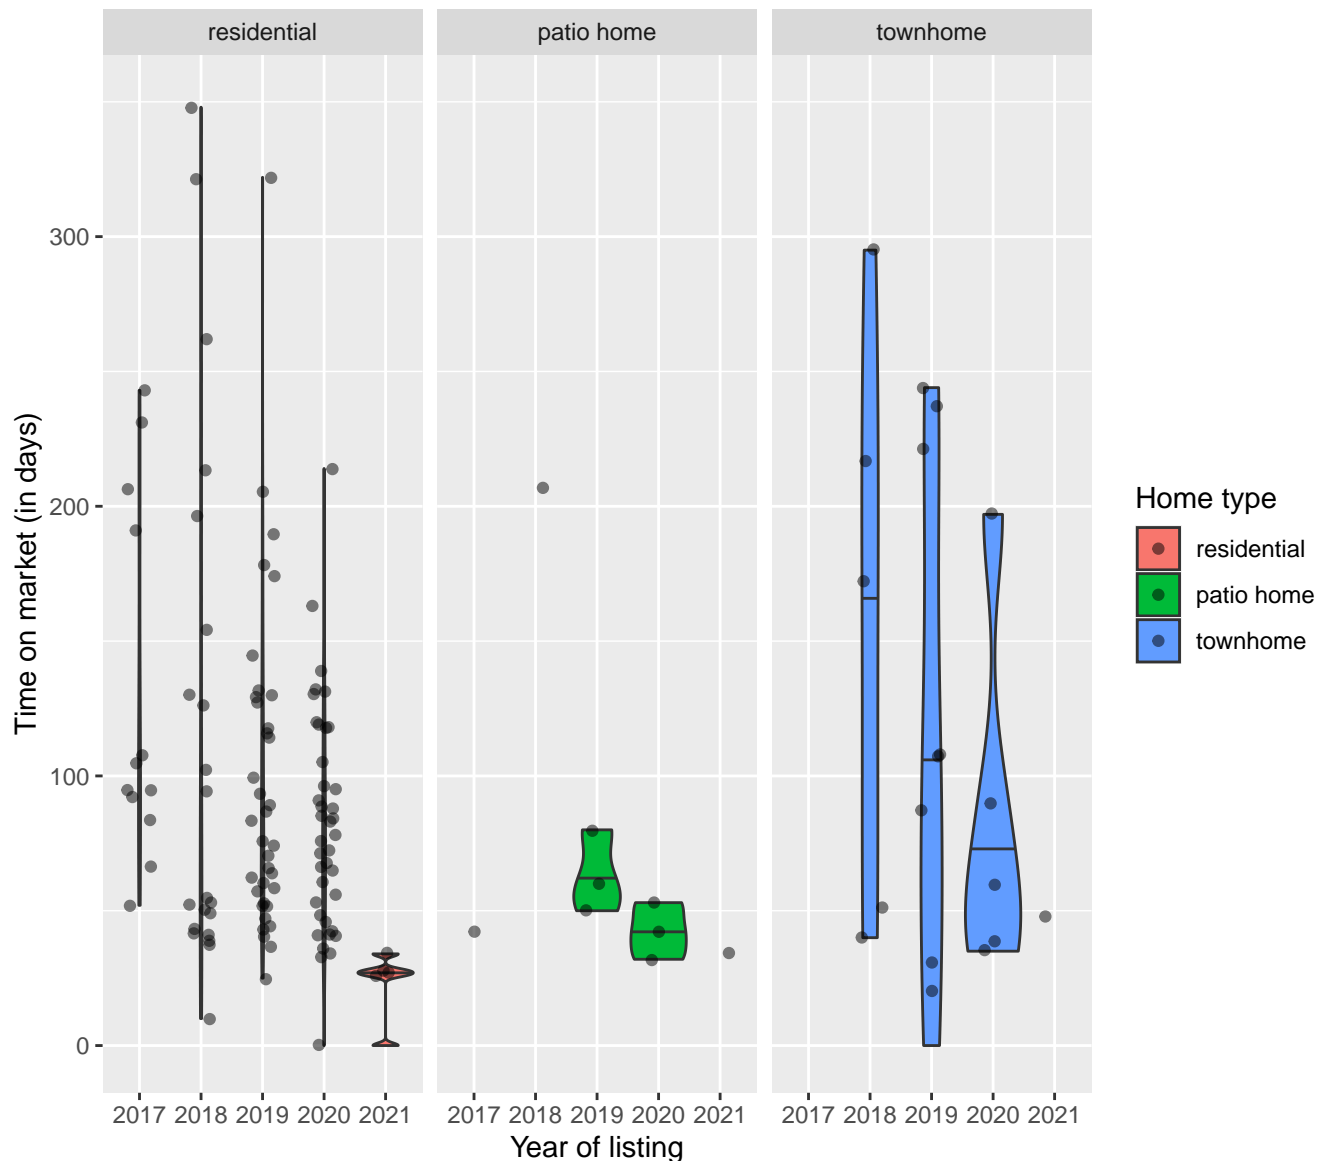 residential patio home townhome
300
200
100
0
Time on market (in days)
2017 2018 2019 2020 2021 2017 2018 2019 2020 2021 2017 2018 2019 2020 2021
Year of listing
Home type
residential
patio home
townhome